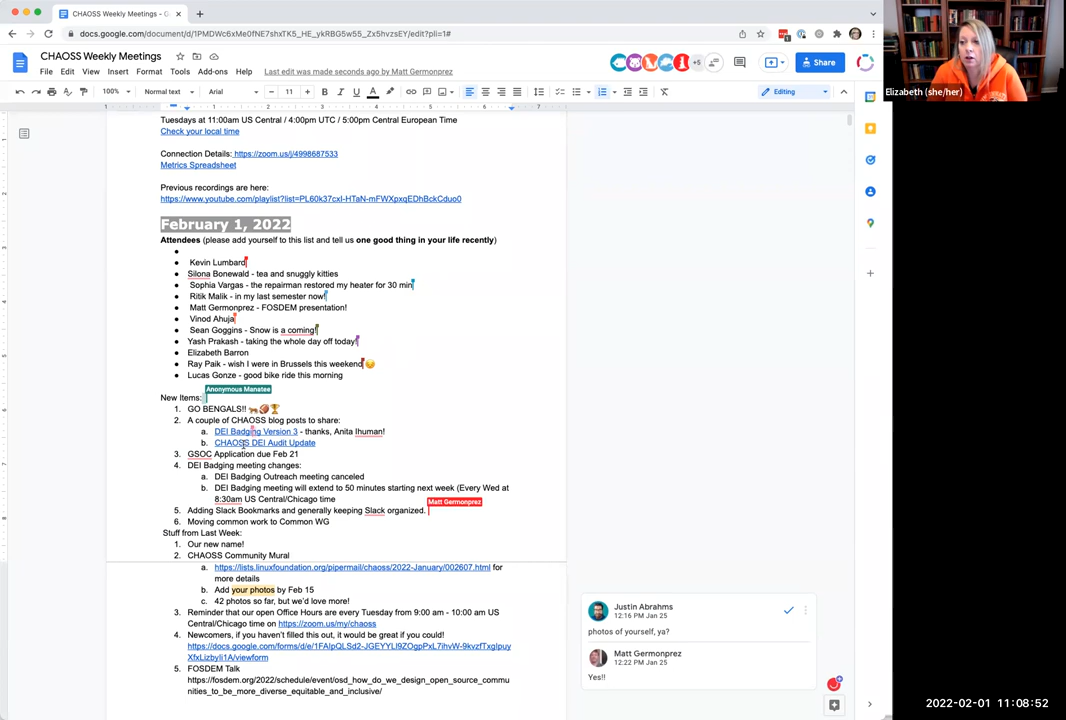 CHAOSS Weekly Meetings - G
docs.google.com/document/d/1PMDWc6xMe0fNE7shxTK5_HE_ykRBG5w55_Zx5hvzsEY/edit?pli=1#
CHAOSS Weekly Meetings
File Edit View Insert Format Tools Add-ons Help Last edit was made seconds ago by Matt Germonprez
+5
Share
100% Normal text Arial 11 B I U A Editing
Elizabeth (she/her)
Tuesdays at 11:00am US Central / 4:00pm UTC / 5:00pm Central European Time
Check your local time
Connection Details: https://zoom.us/j/4998687533
Metrics Spreadsheet
Previous recordings are here:
https://www.youtube.com/playlist?list=PL60k37cxI-HTaN-mFWXpxqEDhBckCduo0
February 1, 2022
Attendees (please add yourself to this list and tell us one good thing in your life recently)
Kevin Lumbard
Silona Bonewald - tea and snuggly kitties
Sophia Vargas - the repairman restored my heater for 30 min
Ritik Malik - in my last semester now!
Matt Germonprez - FOSDEM presentation!
Vinod Ahuja
Sean Goggins - Snow is a coming!
Yash Prakash - taking the whole day off today!
Elizabeth Barron
Ray Paik - wish I were in Brussels this weekend😔
Lucas Gonze - good bike ride this morning
Anonymous Manatee
New Items:
1. GO BENGALS!! 🐅🏈🏆
2. A couple of CHAOSS blog posts to share:
a. DEI Badging Version 3 - thanks, Anita Ihuman!
b. CHAOSS DEI Audit Update
3. GSOC Application due Feb 21
4. DEI Badging meeting changes:
a. DEI Badging Outreach meeting canceled
b. DEI Badging meeting will extend to 50 minutes starting next week (Every Wed at
8:30am US Central/Chicago time
Matt Germonprez
5. Adding Slack Bookmarks and generally keeping Slack organized.
6. Moving common work to Common WG
Stuff from Last Week:
1. Our new name!
2. CHAOSS Community Mural
a. https://lists.linuxfoundation.org/pipermail/chaoss/2022-January/002607.html for
more details
b. Add your photos by Feb 15
c. 42 photos so far, but we'd love more!
3. Reminder that our open Office Hours are every Tuesday from 9:00 am - 10:00 am US
Central/Chicago time on https://zoom.us/my/chaoss
4. Newcomers, if you haven't filled this out, it would be great if you could!
https://docs.google.com/forms/d/e/1FAIpQLSd2-JGEYYLl9ZOgpPxL7ihvW-9kvzfTxgIpuy
XfxLizbyIi1A/viewform
5. FOSDEM Talk
https://fosdem.org/2022/schedule/event/osd_how_do_we_design_open_source_commu
nities_to_be_more_diverse_equitable_and_inclusive/
Justin Abrahms
12:16 PM Jan 25
photos of yourself, ya?
Matt Germonprez
12:22 PM Jan 25
Yes!!
2022-02-01 11:08:52